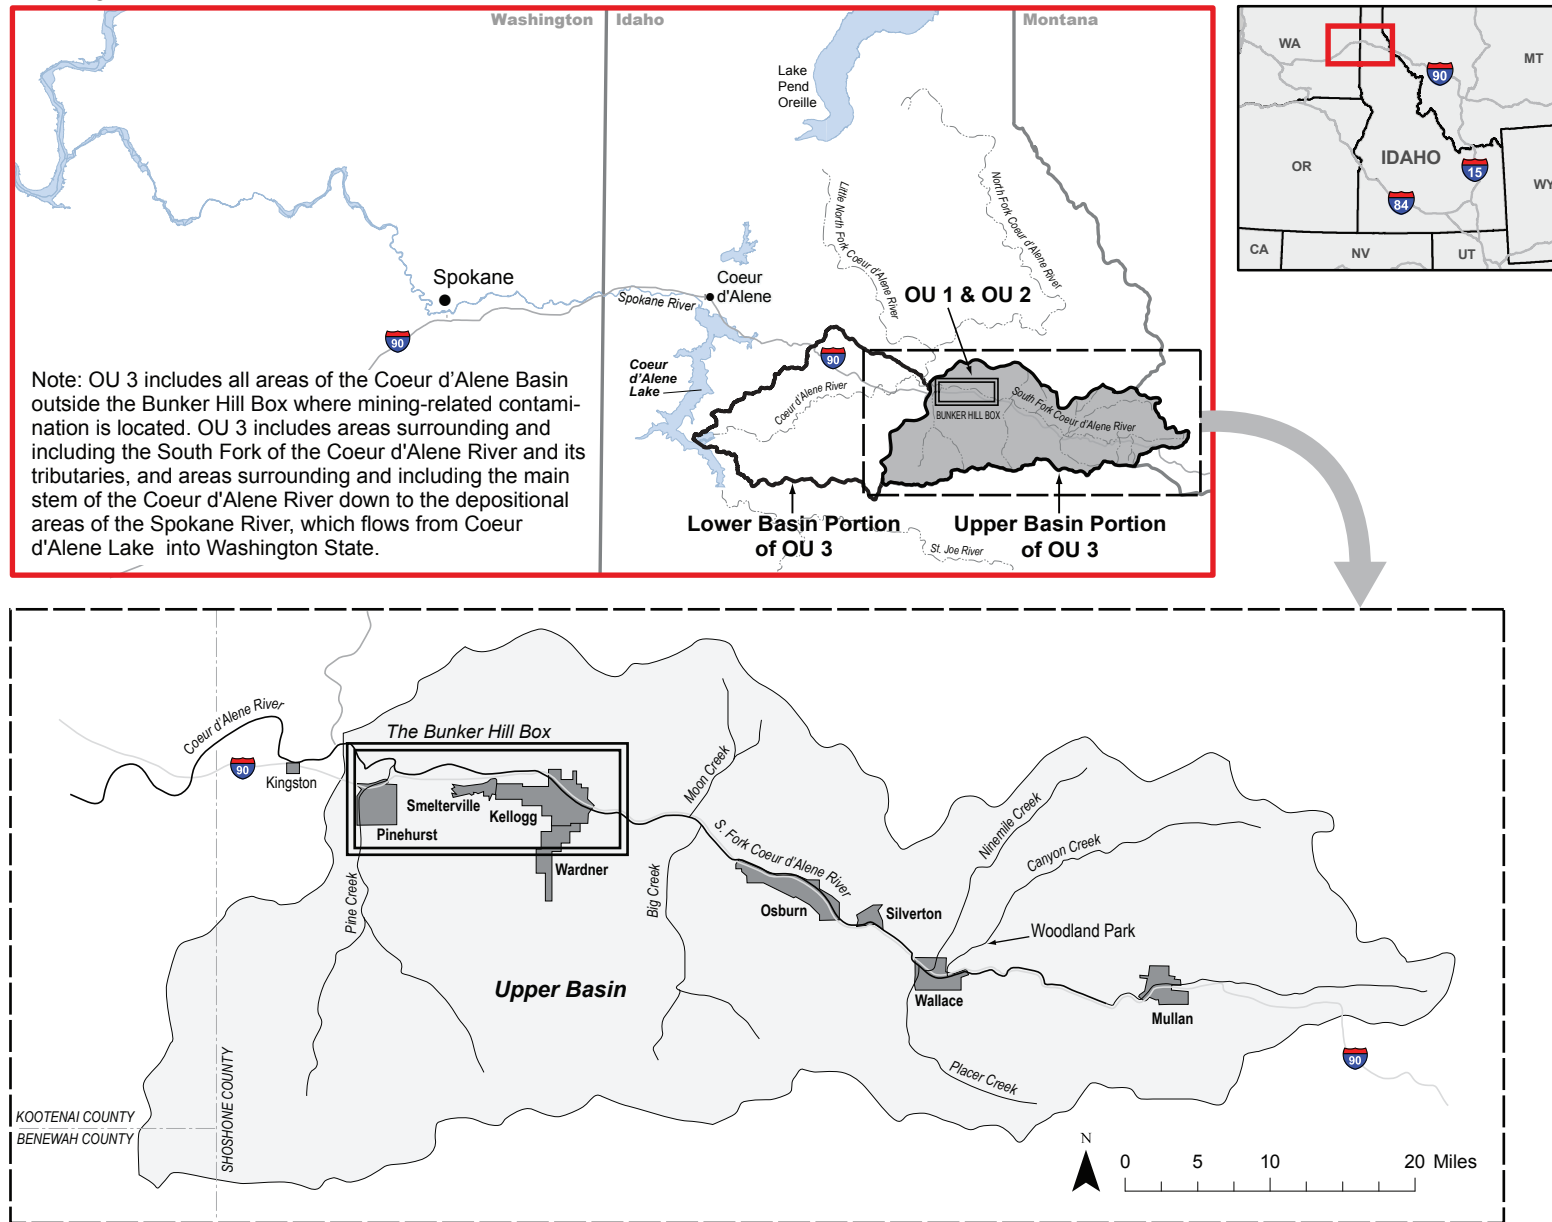 Washington
Idaho
Montana
Lake
Pend
Oreille
Little North Fork Coeur d'Alene River
North Fork Coeur d'Alene River
Spokane
Coeur
d'Alene
Spokane River
90
OU 1 & OU 2
90
Coeur
d'Alene
Lake
Coeur d'Alene River
BUNKER HILL BOX
South Fork Coeur d'Alene River
Note: OU 3 includes all areas of the Coeur d'Alene Basin
outside the Bunker Hill Box where mining-related contami-
nation is located. OU 3 includes areas surrounding and
including the South Fork of the Coeur d'Alene River and its
tributaries, and areas surrounding and including the main
stem of the Coeur d'Alene River down to the depositional
areas of the Spokane River, which flows from Coeur
d'Alene Lake into Washington State.
Lower Basin Portion
of OU 3
Upper Basin Portion
of OU 3
St. Joe River
WA
MT
90
OR
IDAHO
15
WY
84
CA
NV
UT
Coeur d'Alene River
90
Kingston
The Bunker Hill Box
Smelterville
Kellogg
Pinehurst
Wardner
Moon Creek
S. Fork Coeur d'Alene River
Ninemile Creek
Canyon Creek
Pine Creek
Big Creek
Osburn
Silverton
Woodland Park
Upper Basin
Wallace
Mullan
Placer Creek
90
KOOTENAI COUNTY
BENEWAH COUNTY
SHOSHONE COUNTY
N
0 5 10 20 Miles